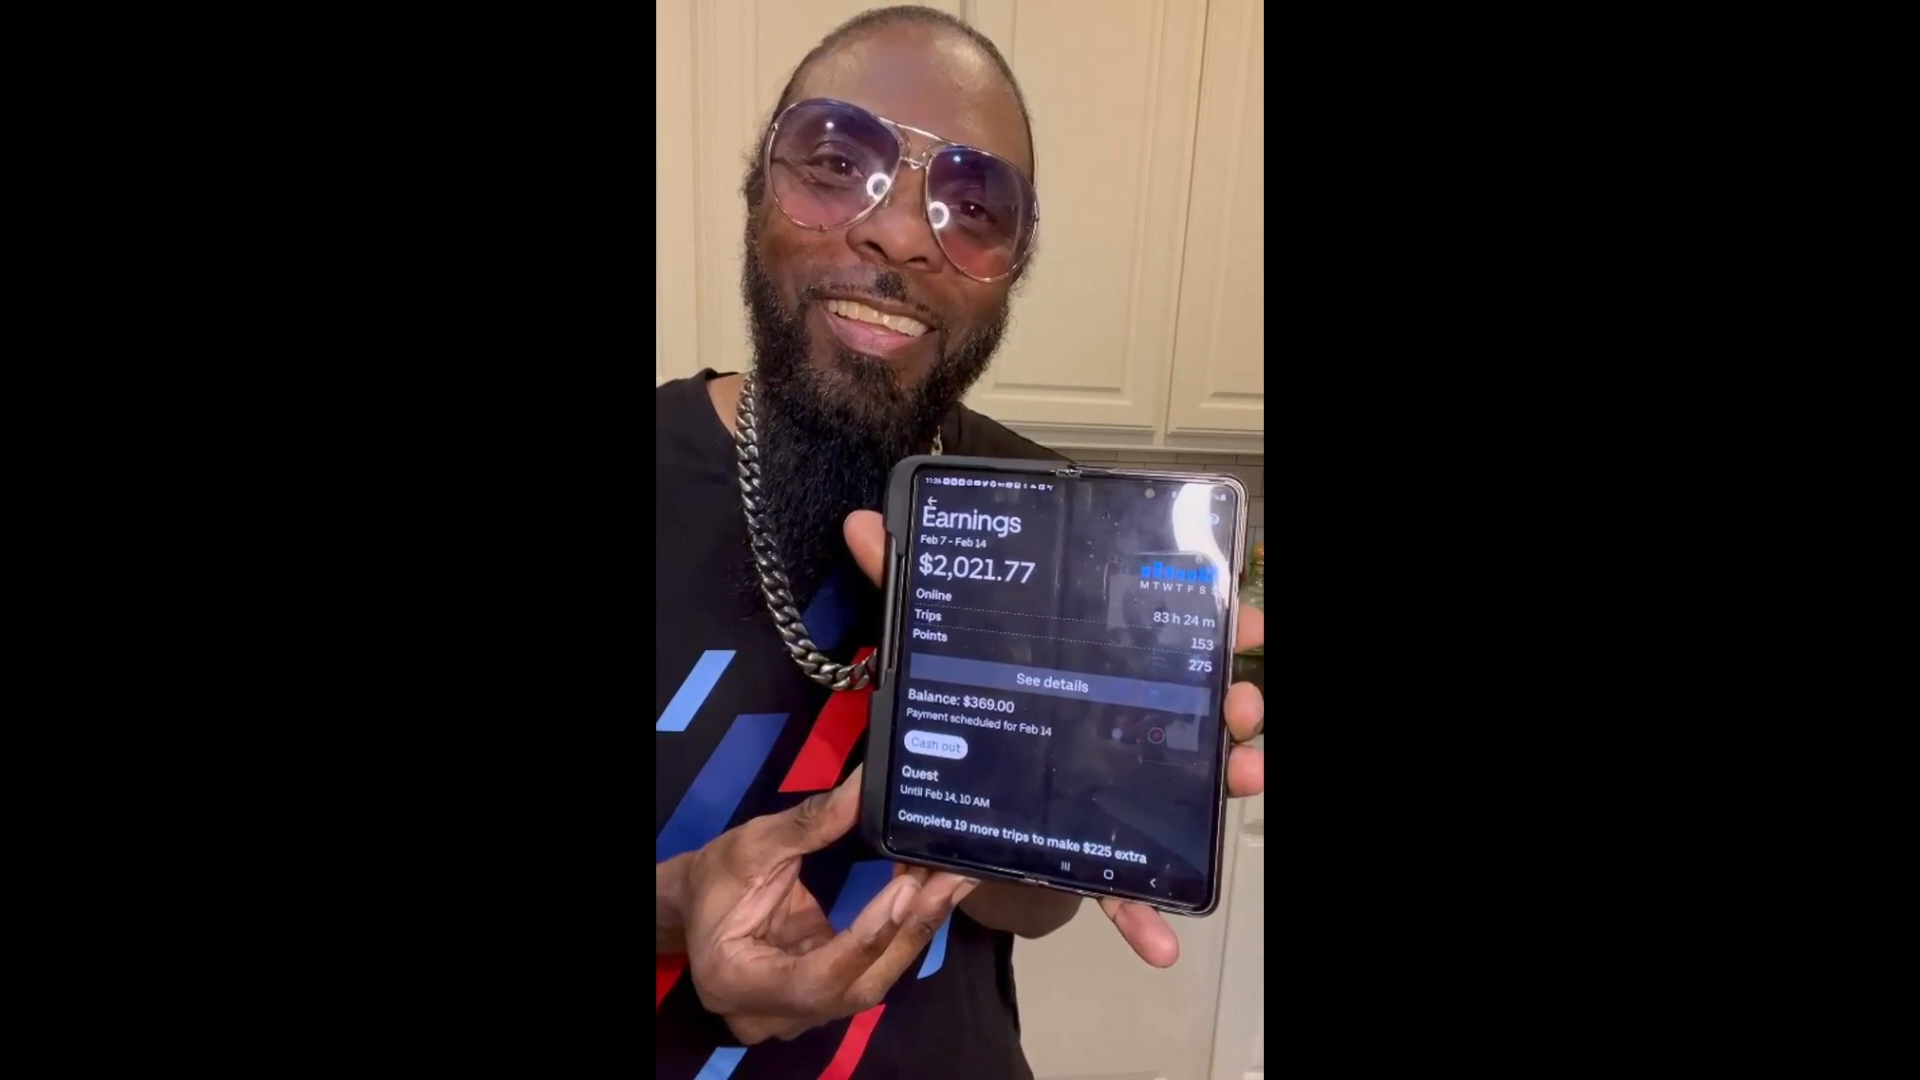 11:26
Earnings
Feb 7 - Feb 14
$2,021.77
M T W T F S S
Online
83 h 24 m
Trips
153
Points
275
See details
Balance: $369.00
Payment scheduled for Feb 14
Cash out
Quest
Until Feb 14, 10 AM
Complete 19 more trips to make $225 extra